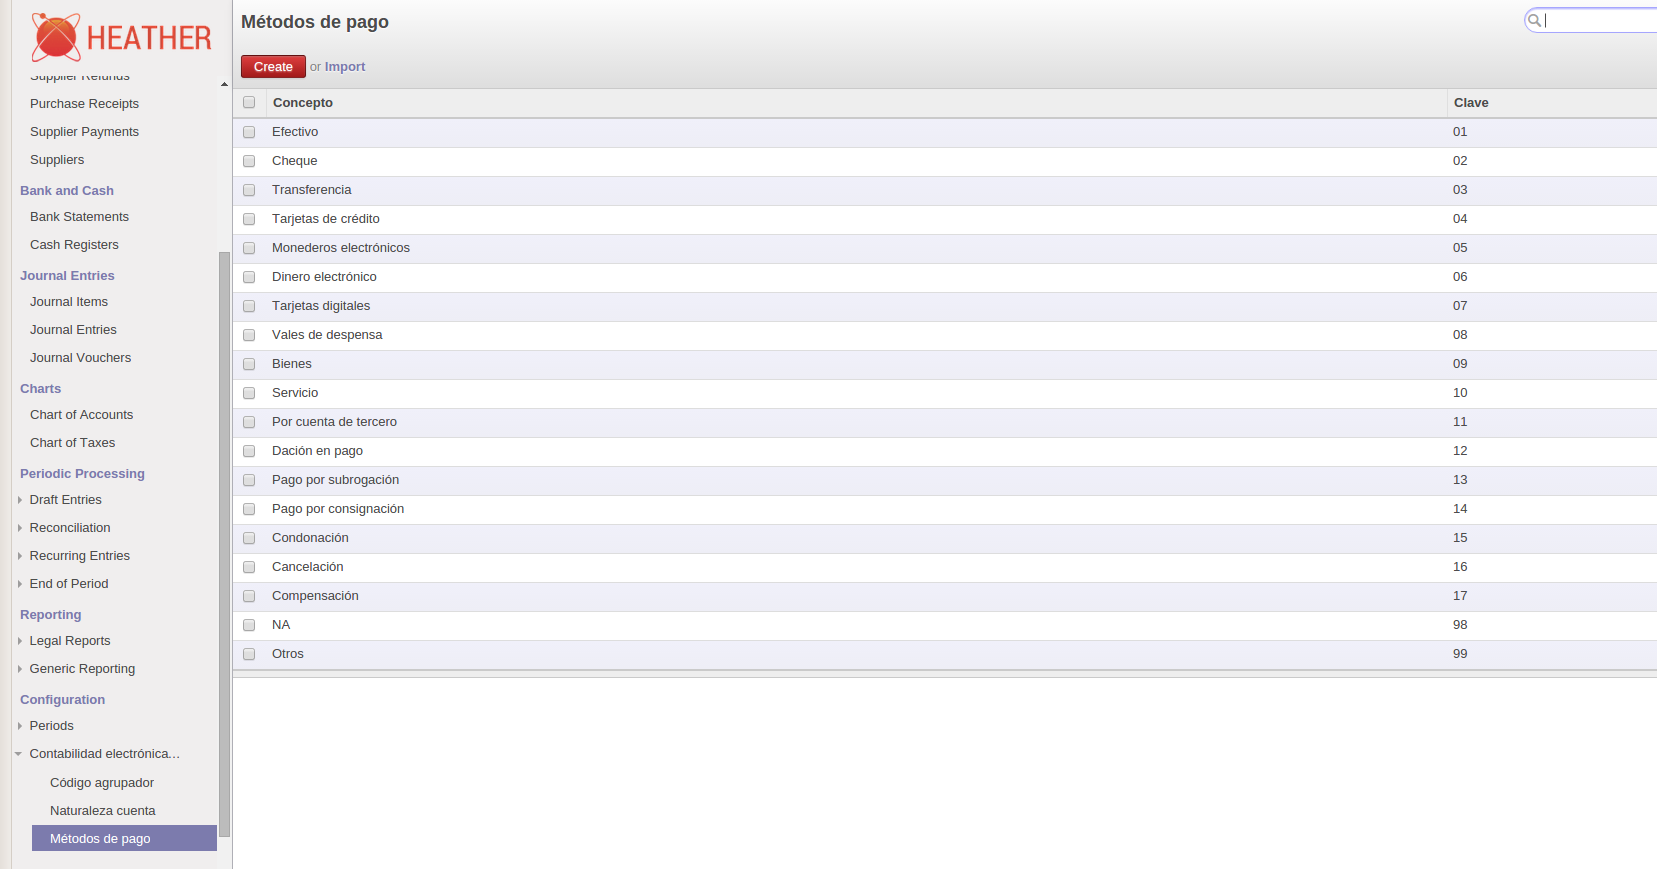 HEATHER
Supplier Refunds
Purchase Receipts
Supplier Payments
Suppliers
Bank and Cash
Bank Statements
Cash Registers
Journal Entries
Journal Items
Journal Entries
Journal Vouchers
Charts
Chart of Accounts
Chart of Taxes
Periodic Processing
Draft Entries
Reconciliation
Recurring Entries
End of Period
Reporting
Legal Reports
Generic Reporting
Configuration
Periods
Contabilidad electrónica...
Código agrupador
Naturaleza cuenta
Métodos de pago
Métodos de pago
Create or Import
Concepto Clave
Efectivo 01
Cheque 02
Transferencia 03
Tarjetas de crédito 04
Monederos electrónicos 05
Dinero electrónico 06
Tarjetas digitales 07
Vales de despensa 08
Bienes 09
Servicio 10
Por cuenta de tercero 11
Dación en pago 12
Pago por subrogación 13
Pago por consignación 14
Condonación 15
Cancelación 16
Compensación 17
NA 98
Otros 99